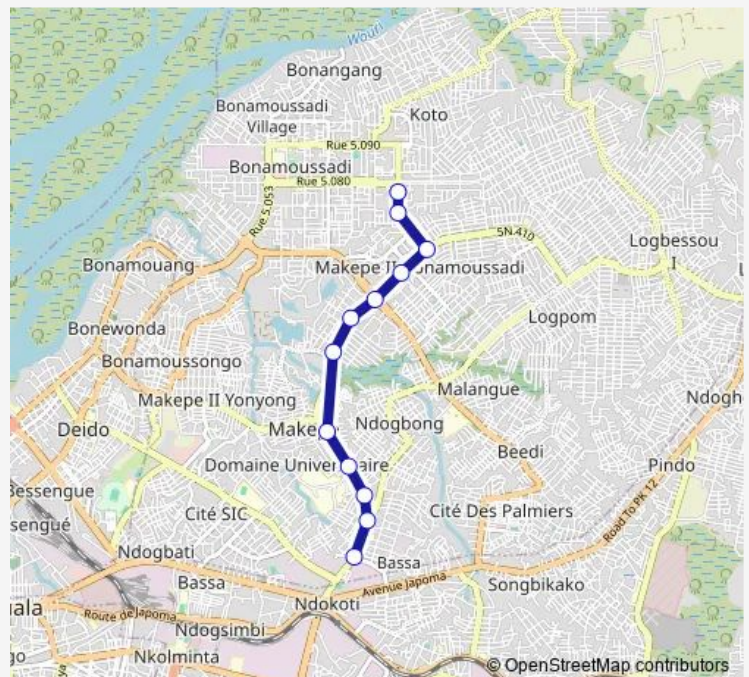 Wouri
Bonangang
Bonamoussadi
Village
Koto
Rue 5.090
Bonamoussadi
Rue 5.080
Rue 5.053
5N.410
Logbessou
I
Bonamouang
Makepe II Bonamoussadi
Bonewonda
Logpom
Bonamoussongo
Malangue
Makepe II Yonyong
Ndogh
Deido
Make
Ndogbong
Beedi
Domaine Universitaire
Pindo
Bessengue
Cité SIC
Cité Des Palmiers
Road To PK 12
sengué
Ndogbati
Bassa
Bassa
Avenue Japoma
Songbikako
Ndokoti
uala
Route de Japoma
Ndogsimbi
go
Nkolminta
© OpenStreetMap contributors